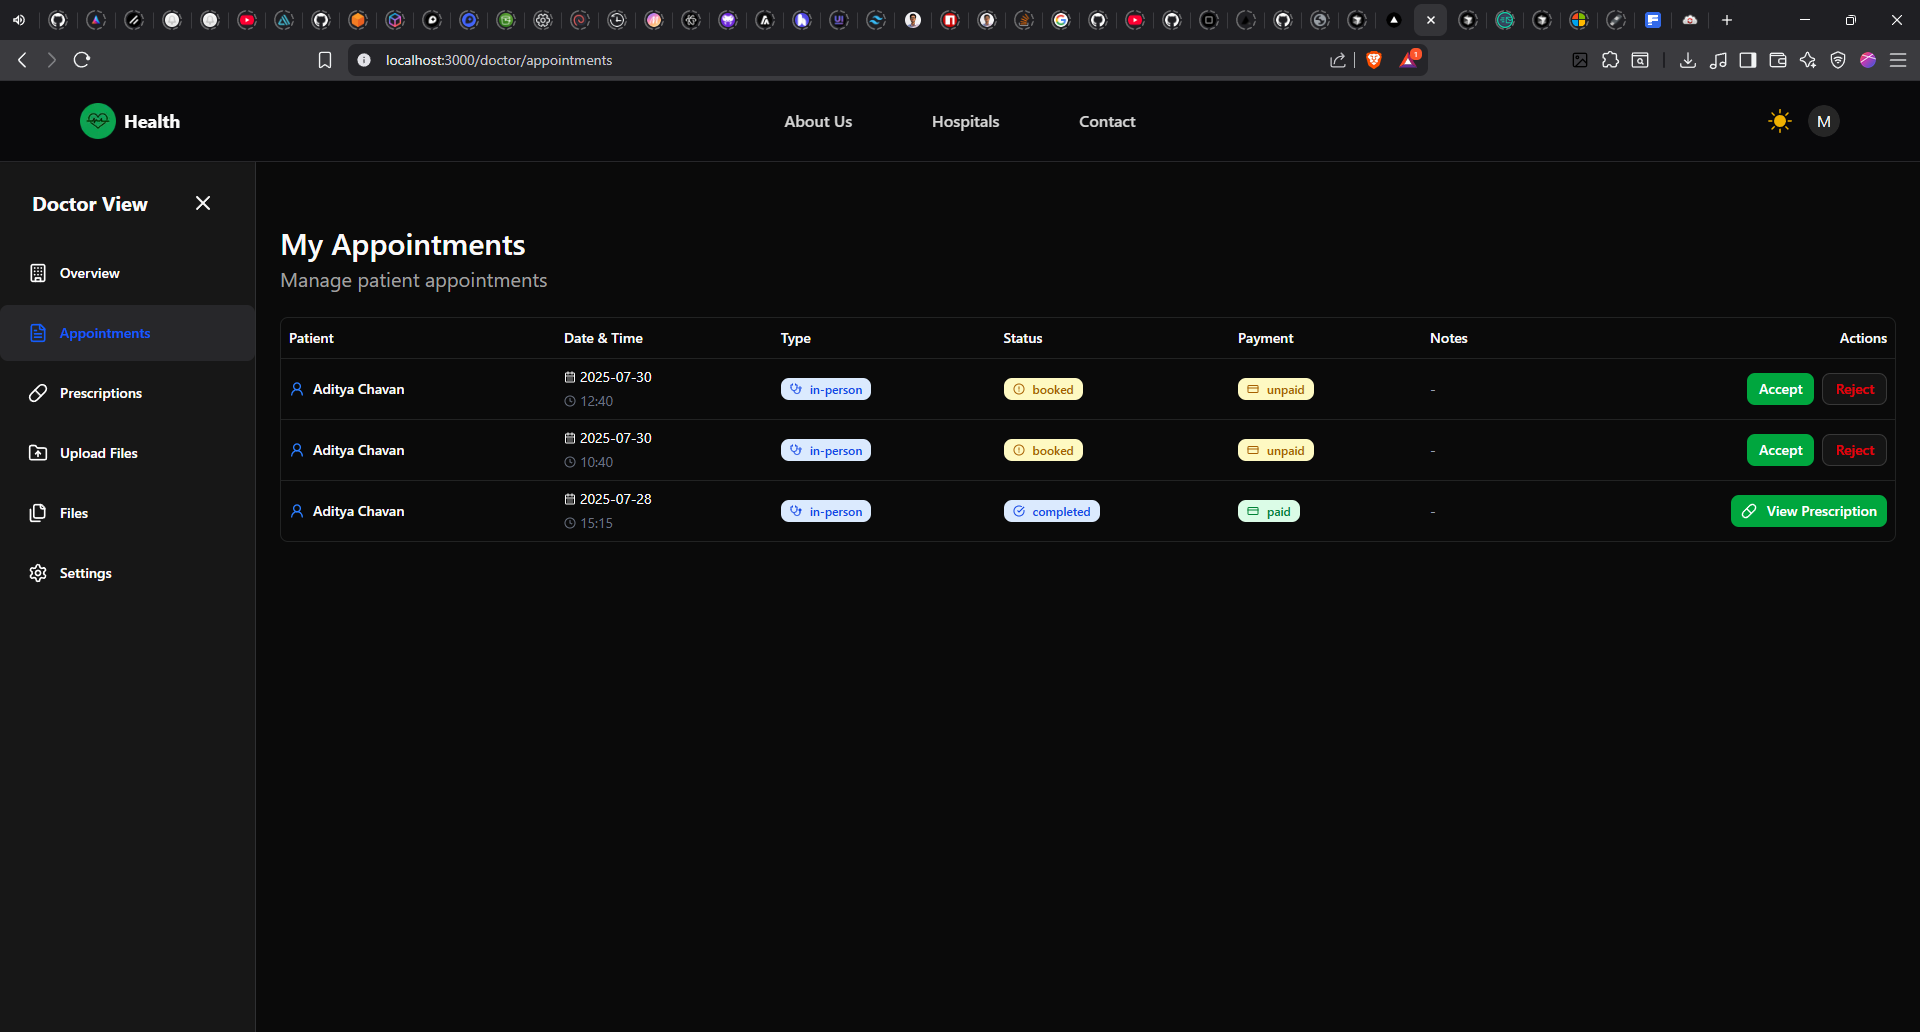 localhost:3000/doctor/appointments
1
Health
About Us
Hospitals
Contact
M
Doctor View
Overview
Appointments
Prescriptions
Upload Files
Files
Settings
My Appointments
Manage patient appointments
Patient Date & Time Type Status Payment Notes Actions
Aditya Chavan 2025-07-30 12:40 in-person booked unpaid - Accept Reject
Aditya Chavan 2025-07-30 10:40 in-person booked unpaid - Accept Reject
Aditya Chavan 2025-07-28 15:15 in-person completed paid - View Prescription